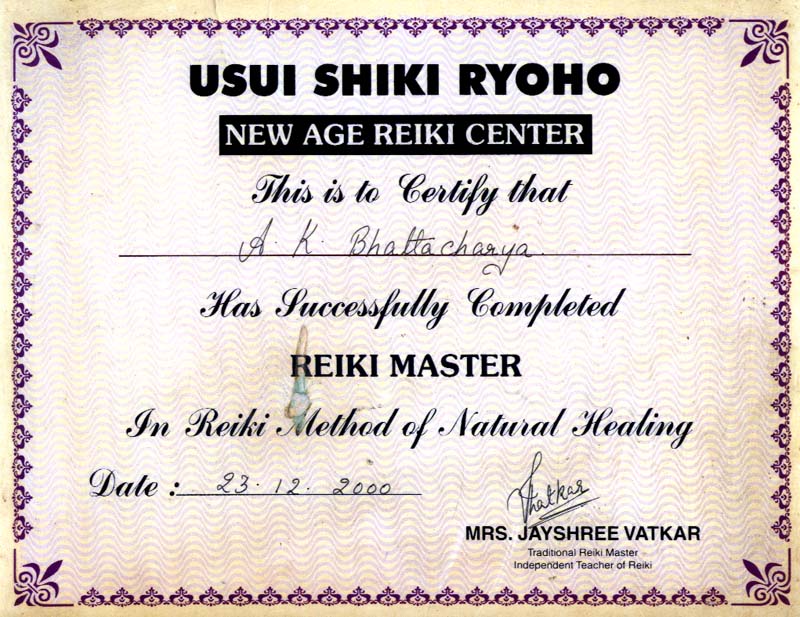 USUI SHIKI RYOHO
NEW AGE REIKI CENTER
This is to Certify that
A. K. Bhattacharya.
Has Successfully Completed
REIKI MASTER
In Reiki Method of Natural Healing
Date : 23. 12. 2000
Vatkar
MRS. JAYSHREE VATKAR
Traditional Reiki Master
Independent Teacher of Reiki